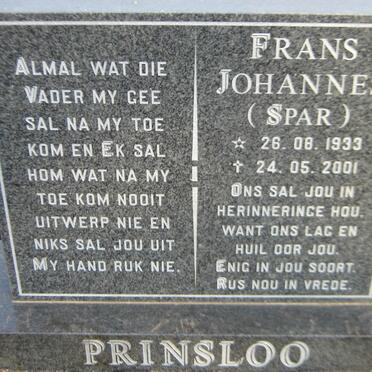 Almal wat die
Vader my gee
sal na my toe
kom en Ek sal
hom wat na my
toe kom nooit
uitwerp nie en
niks sal jou uit
My hand ruk nie.
Frans
Johannes
(Spar)
☆ 26.08.1933
✝ 24.05.2001
Ons sal jou in
herinneringe hou.
want ons lag en
huil oor jou.
Enig in jou soort.
Rus nou in vrede.
PRINSLOO